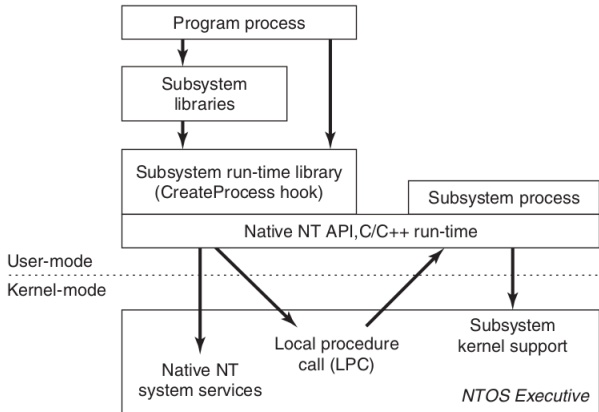 Program process
Subsystem
libraries
Subsystem run-time library
(CreateProcess hook)
Subsystem process
Native NT API,C/C++ run-time
User-mode
Kernel-mode
Native NT
system services
Local procedure
call (LPC)
Subsystem
kernel support
NTOS Executive